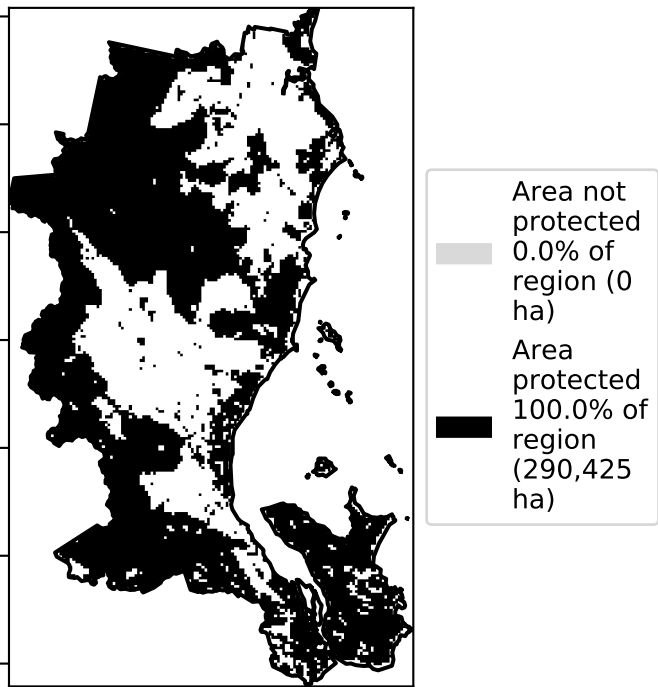 Area not
protected
0.0% of
region (0
ha)
Area
protected
100.0% of
region
(290,425
ha)